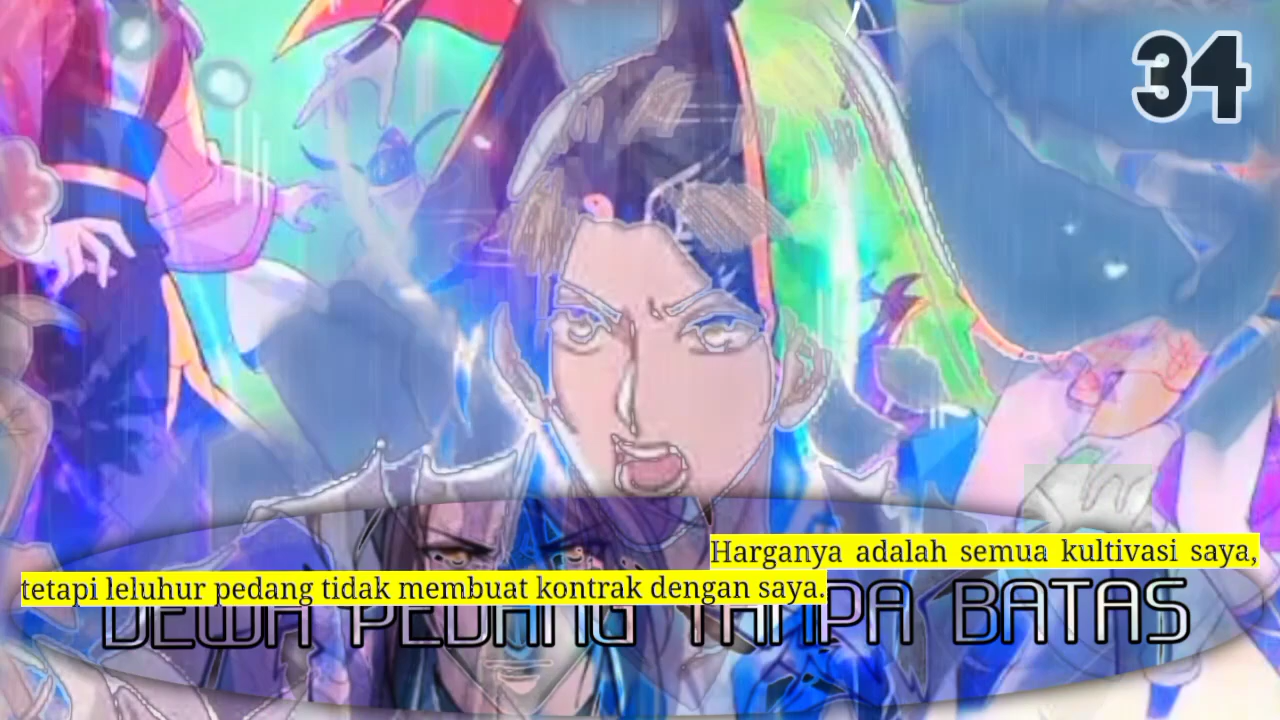 34
Harganya adalah semua kultivasi saya,
tetapi leluhur pedang tidak membuat kontrak dengan saya.
DEWA PEDANG TANPA BATAS